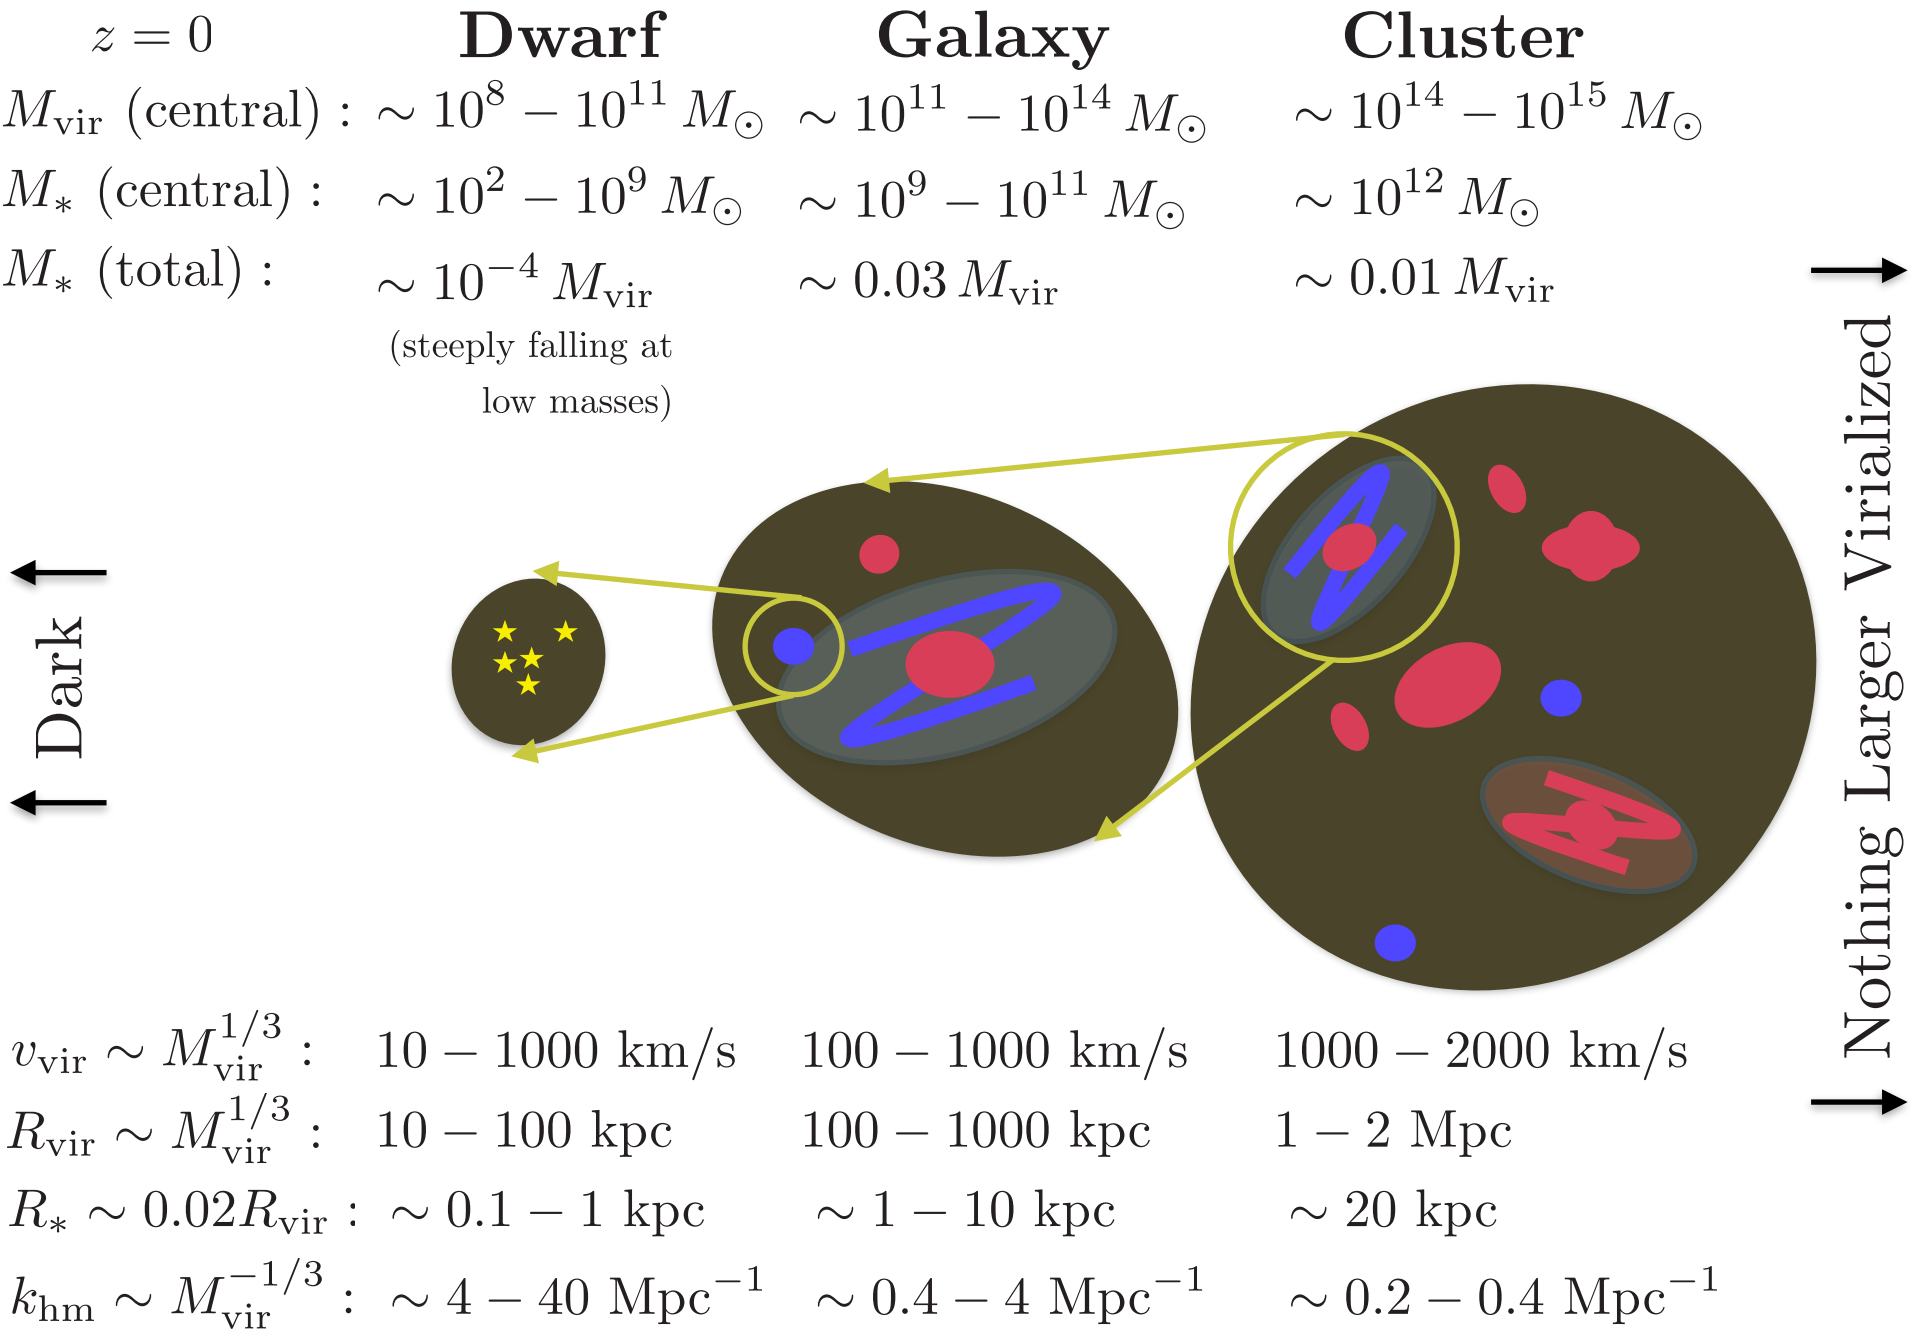 z = 0 Dwarf Galaxy Cluster
M_vir (central) : ∼ 10^8 − 10^11 M_⊙ ∼ 10^11 − 10^14 M_⊙ ∼ 10^14 − 10^15 M_⊙
M_* (central) : ∼ 10^2 − 10^9 M_⊙ ∼ 10^9 − 10^11 M_⊙ ∼ 10^12 M_⊙
M_* (total) : ∼ 10^−4 M_vir ∼ 0.03 M_vir ∼ 0.01 M_vir
(steeply falling at
low masses)
Dark
Nothing Larger Virialized
v_vir ∼ M_vir^1/3 : 10 − 1000 km/s 100 − 1000 km/s 1000 − 2000 km/s
R_vir ∼ M_vir^1/3 : 10 − 100 kpc 100 − 1000 kpc 1 − 2 Mpc
R_* ∼ 0.02R_vir : ∼ 0.1 − 1 kpc ∼ 1 − 10 kpc ∼ 20 kpc
k_hm ∼ M_vir^−1/3 : ∼ 4 − 40 Mpc^−1 ∼ 0.4 − 4 Mpc^−1 ∼ 0.2 − 0.4 Mpc^−1